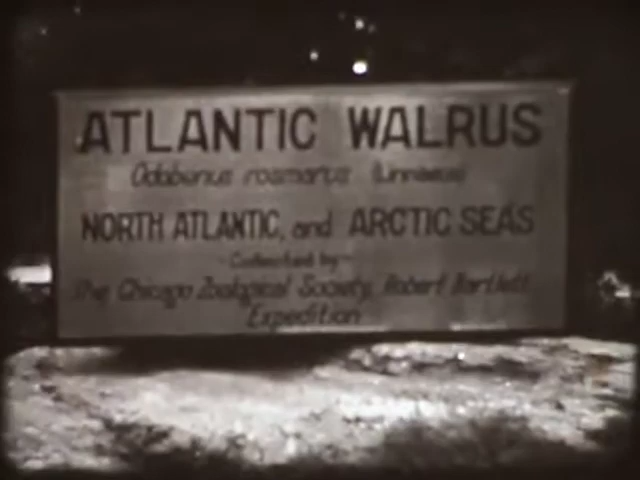 ATLANTIC WALRUS
Odobenus rosmarus (Linnaeus)
NORTH ATLANTIC, and ARCTIC SEAS
-Collected by-
The Chicago Zoological Society, Robert Bartlett
Expedition